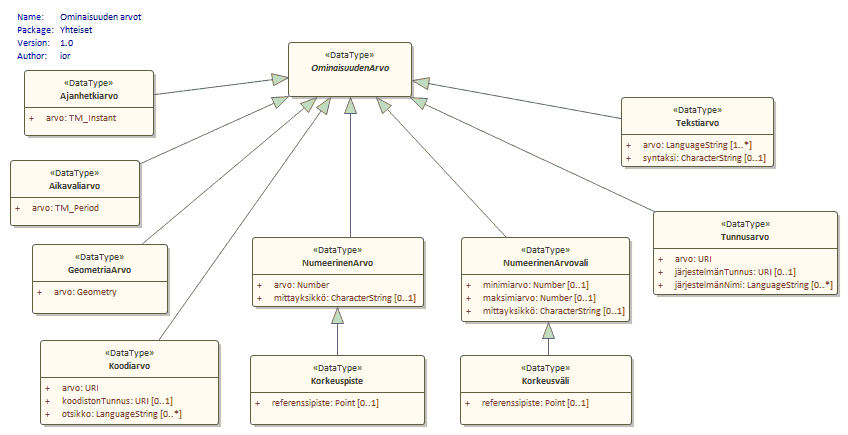 Name: Ominaisuuden arvot
Package: Yhteiset
Version: 1.0
Author: ior
«DataType»
OminaisuudenArvo
«DataType»
Ajanhetkiarvo
+ arvo: TM_Instant
«DataType»
Tekstiarvo
+ arvo: LanguageString [1..*]
+ syntaksi: CharacterString [0..1]
«DataType»
Aikavaliarvo
+ arvo: TM_Period
«DataType»
Tunnusarvo
+ arvo: URI
+ järjestelmänTunnus: URI [0..1]
+ järjestelmänNimi: LanguageString [0..*]
«DataType»
GeometriaArvo
+ arvo: Geometry
«DataType»
NumeerinenArvo
+ arvo: Number
+ mittayksikkö: CharacterString [0..1]
«DataType»
NumeerinenArvovali
+ minimiarvo: Number [0..1]
+ maksimiarvo: Number [0..1]
+ mittayksikkö: CharacterString [0..1]
«DataType»
Koodiarvo
+ arvo: URI
+ koodistonTunnus: URI [0..1]
+ otsikko: LanguageString [0..*]
«DataType»
Korkeuspiste
+ referenssipiste: Point [0..1]
«DataType»
Korkeusväli
+ referenssipiste: Point [0..1]